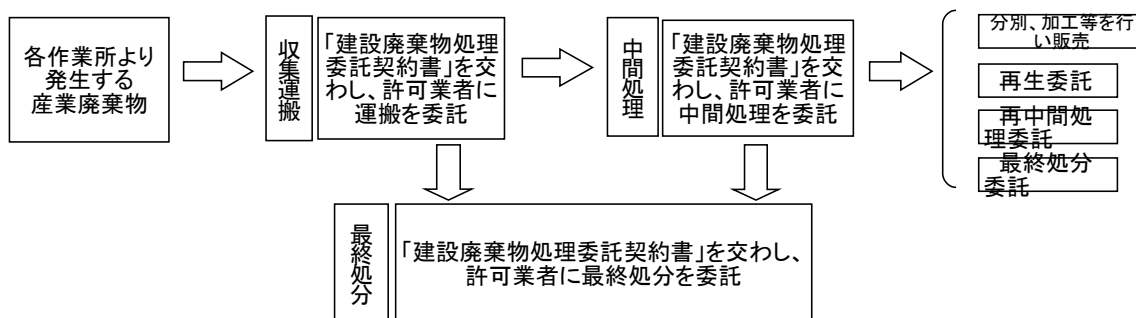 各作業所より
発生する
産業廃棄物
収集運搬
「建設廃棄物処理
委託契約書」を交
わし、許可業者に
運搬を委託
中間処理
「建設廃棄物処理
委託契約書」を交
わし、許可業者に
中間処理を委託
分別、加工等を行
い販売
再生委託
再中間処
理委託
最終処分
委託
最終処分
「建設廃棄物処理委託契約書」を交わし、
許可業者に最終処分を委託